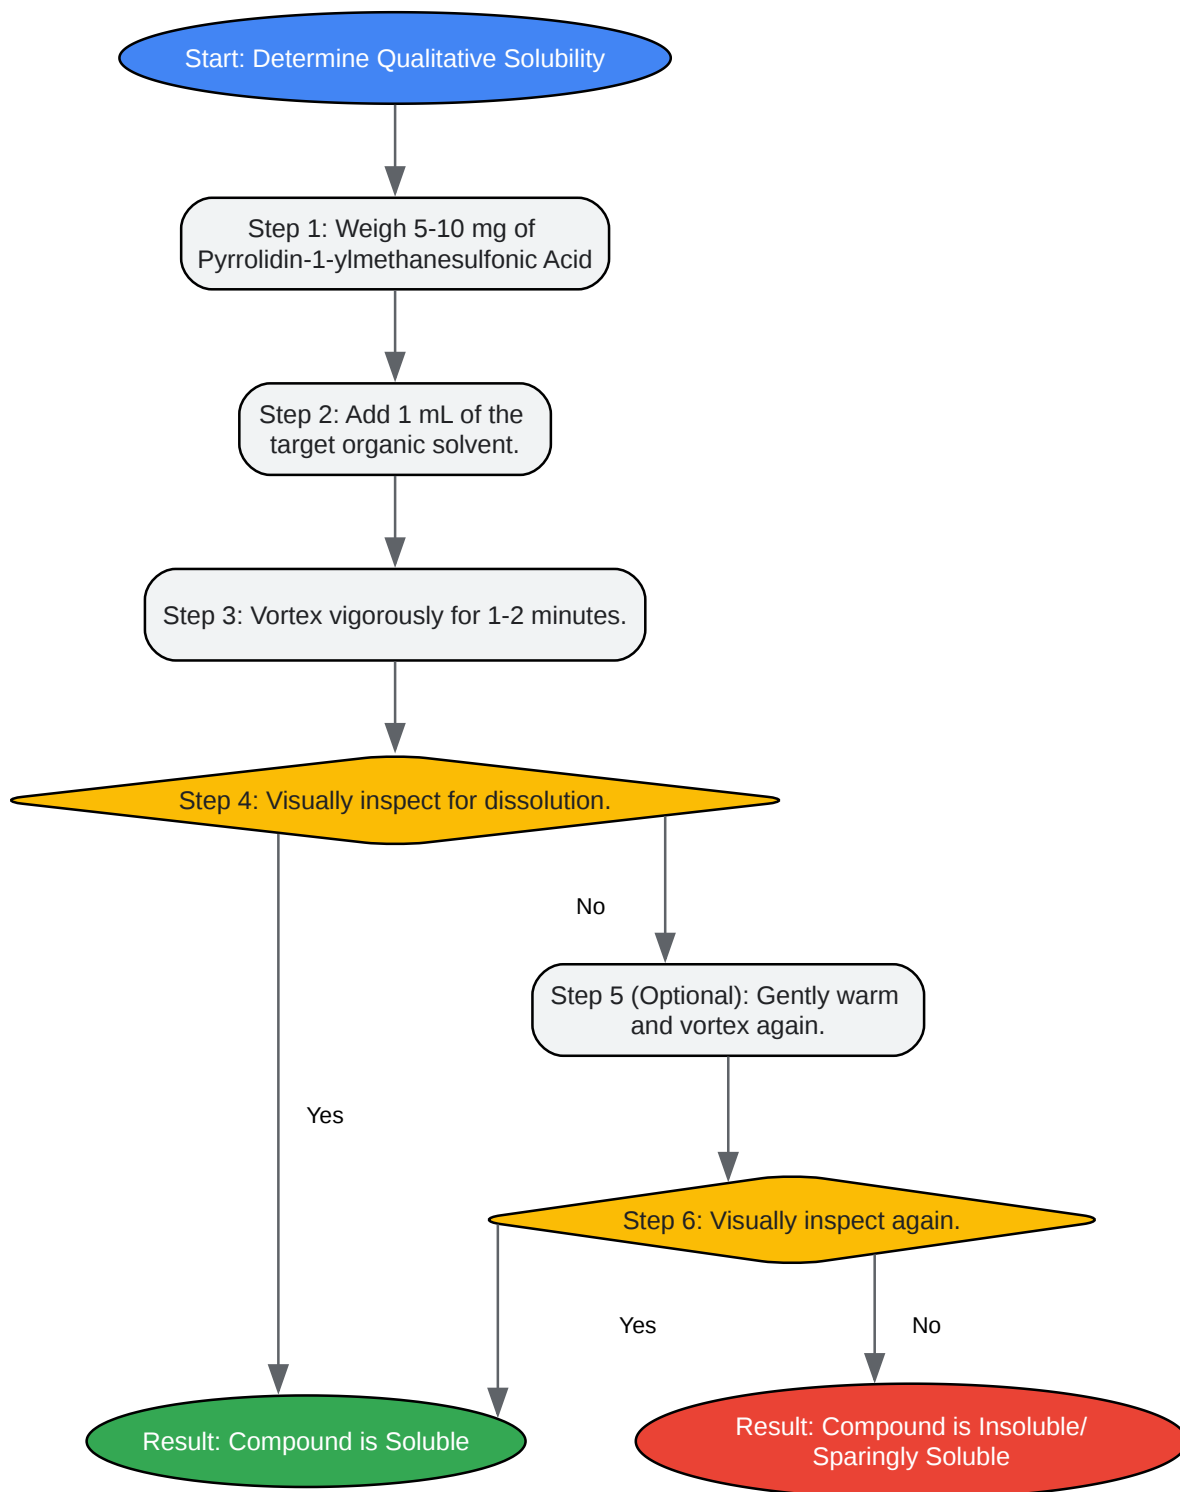 Start: Determine Qualitative Solubility
Step 1: Weigh 5-10 mg of
Pyrrolidin-1-ylmethanesulfonic Acid
Step 2: Add 1 mL of the
target organic solvent.
Step 3: Vortex vigorously for 1-2 minutes.
Step 4: Visually inspect for dissolution.
No
Step 5 (Optional): Gently warm
and vortex again.
Yes
Step 6: Visually inspect again.
Yes
No
Result: Compound is Soluble
Result: Compound is Insoluble/
Sparingly Soluble